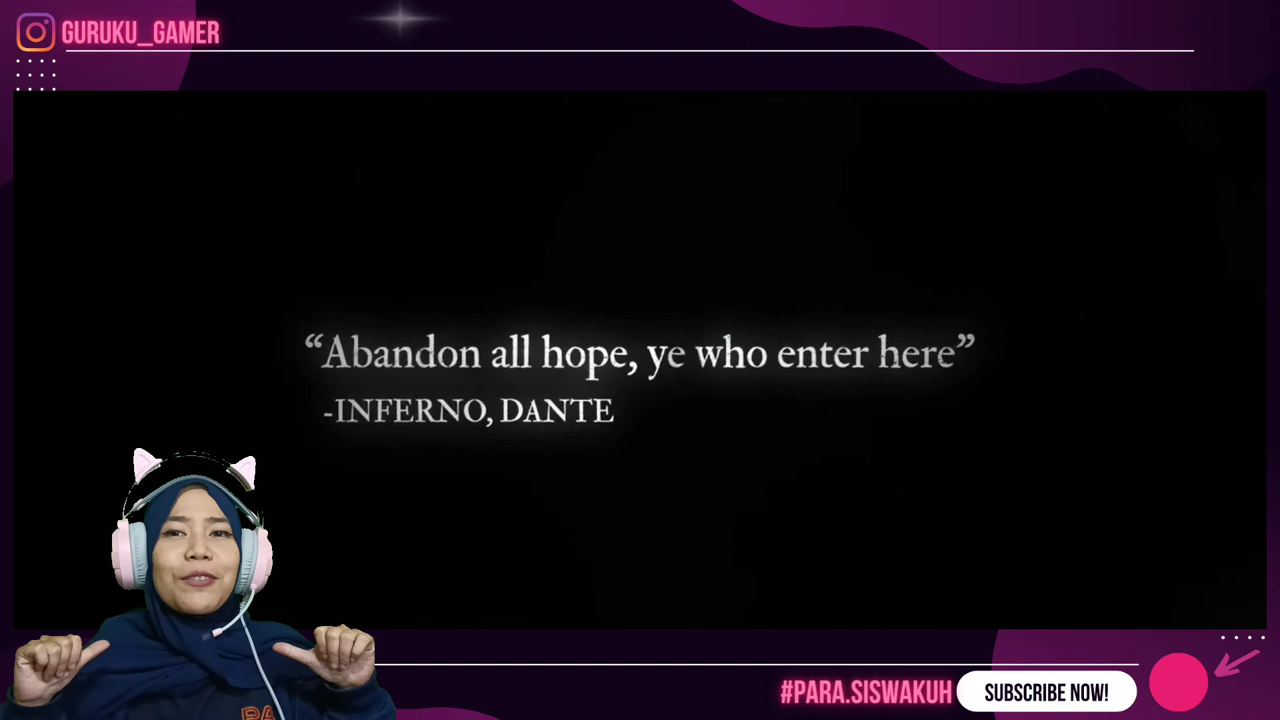 GURUKU_GAMER
“Abandon all hope, ye who enter here”
-INFERNO, DANTE
#PARA.SISWAKUH
SUBSCRIBE NOW!